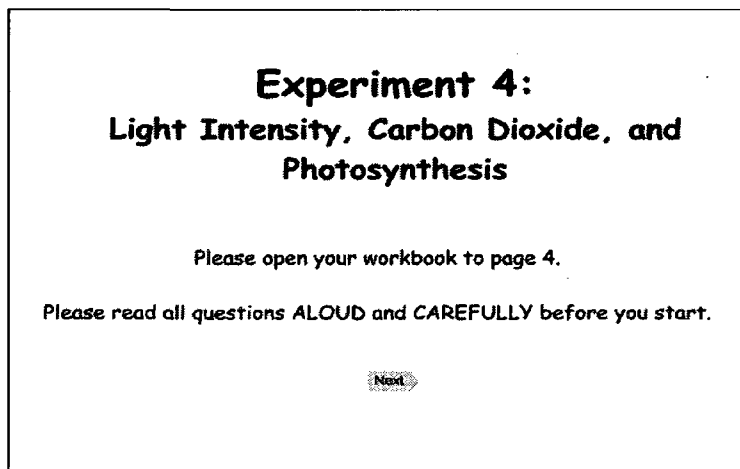 Experiment 4:
Light Intensity, Carbon Dioxide, and
Photosynthesis
Please open your workbook to page 4.
Please read all questions ALOUD and CAREFULLY before you start.
Next